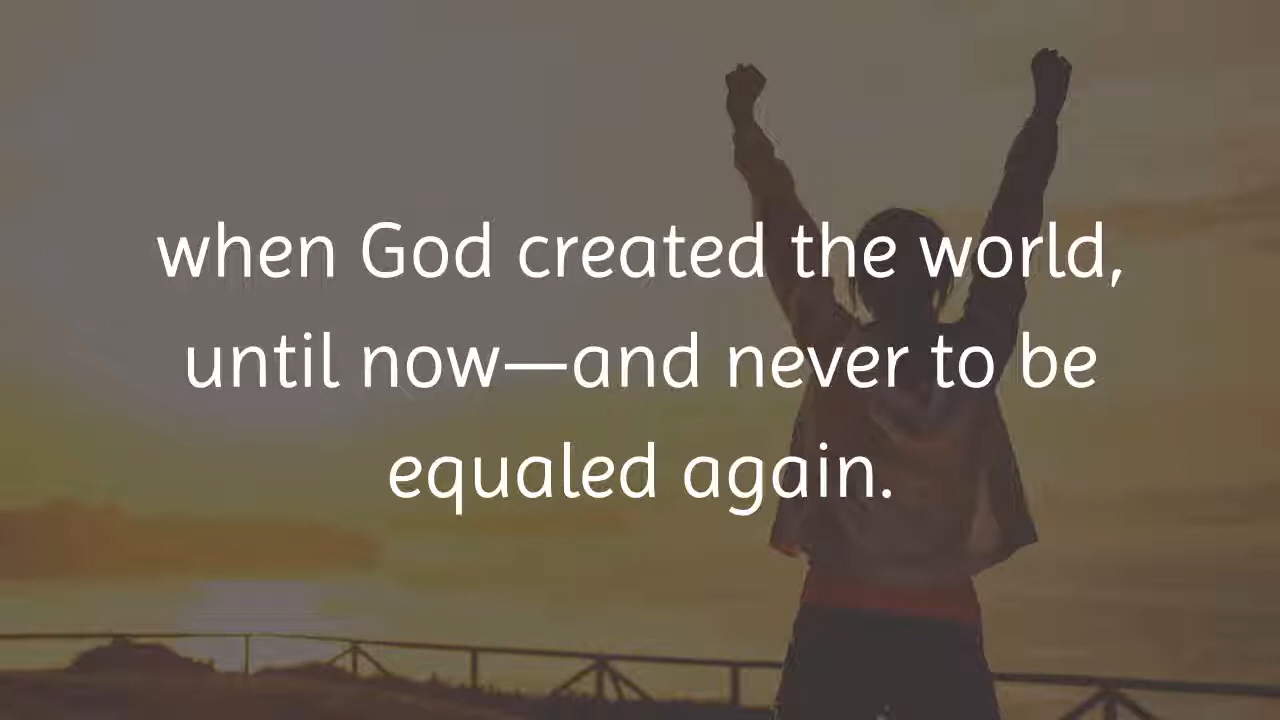 when God created the world,
until now—and never to be
equaled again.